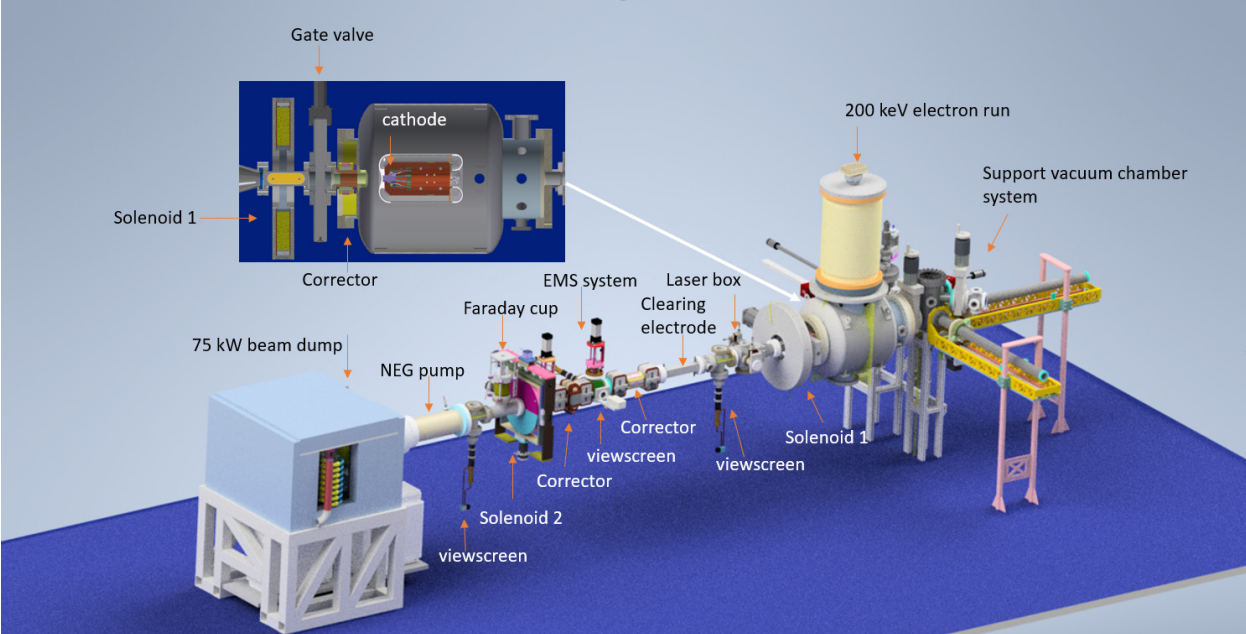 Gate valve
cathode
200 keV electron run
Support vacuum chamber
system
Solenoid 1
Corrector
EMS system
Laser box
Clearing
electrode
Faraday cup
75 kW beam dump
NEG pump
Corrector
Solenoid 1
viewscreen
viewscreen
Corrector
Solenoid 2
viewscreen